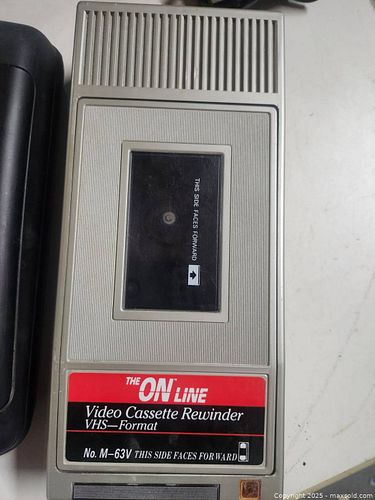 THIS SIDE FACES FORWARD
THE ON™ LINE
Video Cassette Rewinder
VHS—Format
No. M-63V THIS SIDE FACES FORWARD
Copyright 2025 - maxsold.com